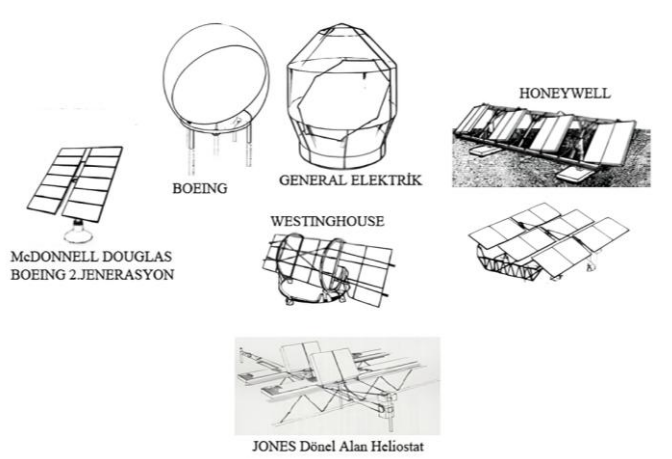 HONEYWELL
BOEING
GENERAL ELEKTRİK
WESTINGHOUSE
McDONNELL DOUGLAS
BOEING 2.JENERASYON
JONES Dönel Alan Heliostat